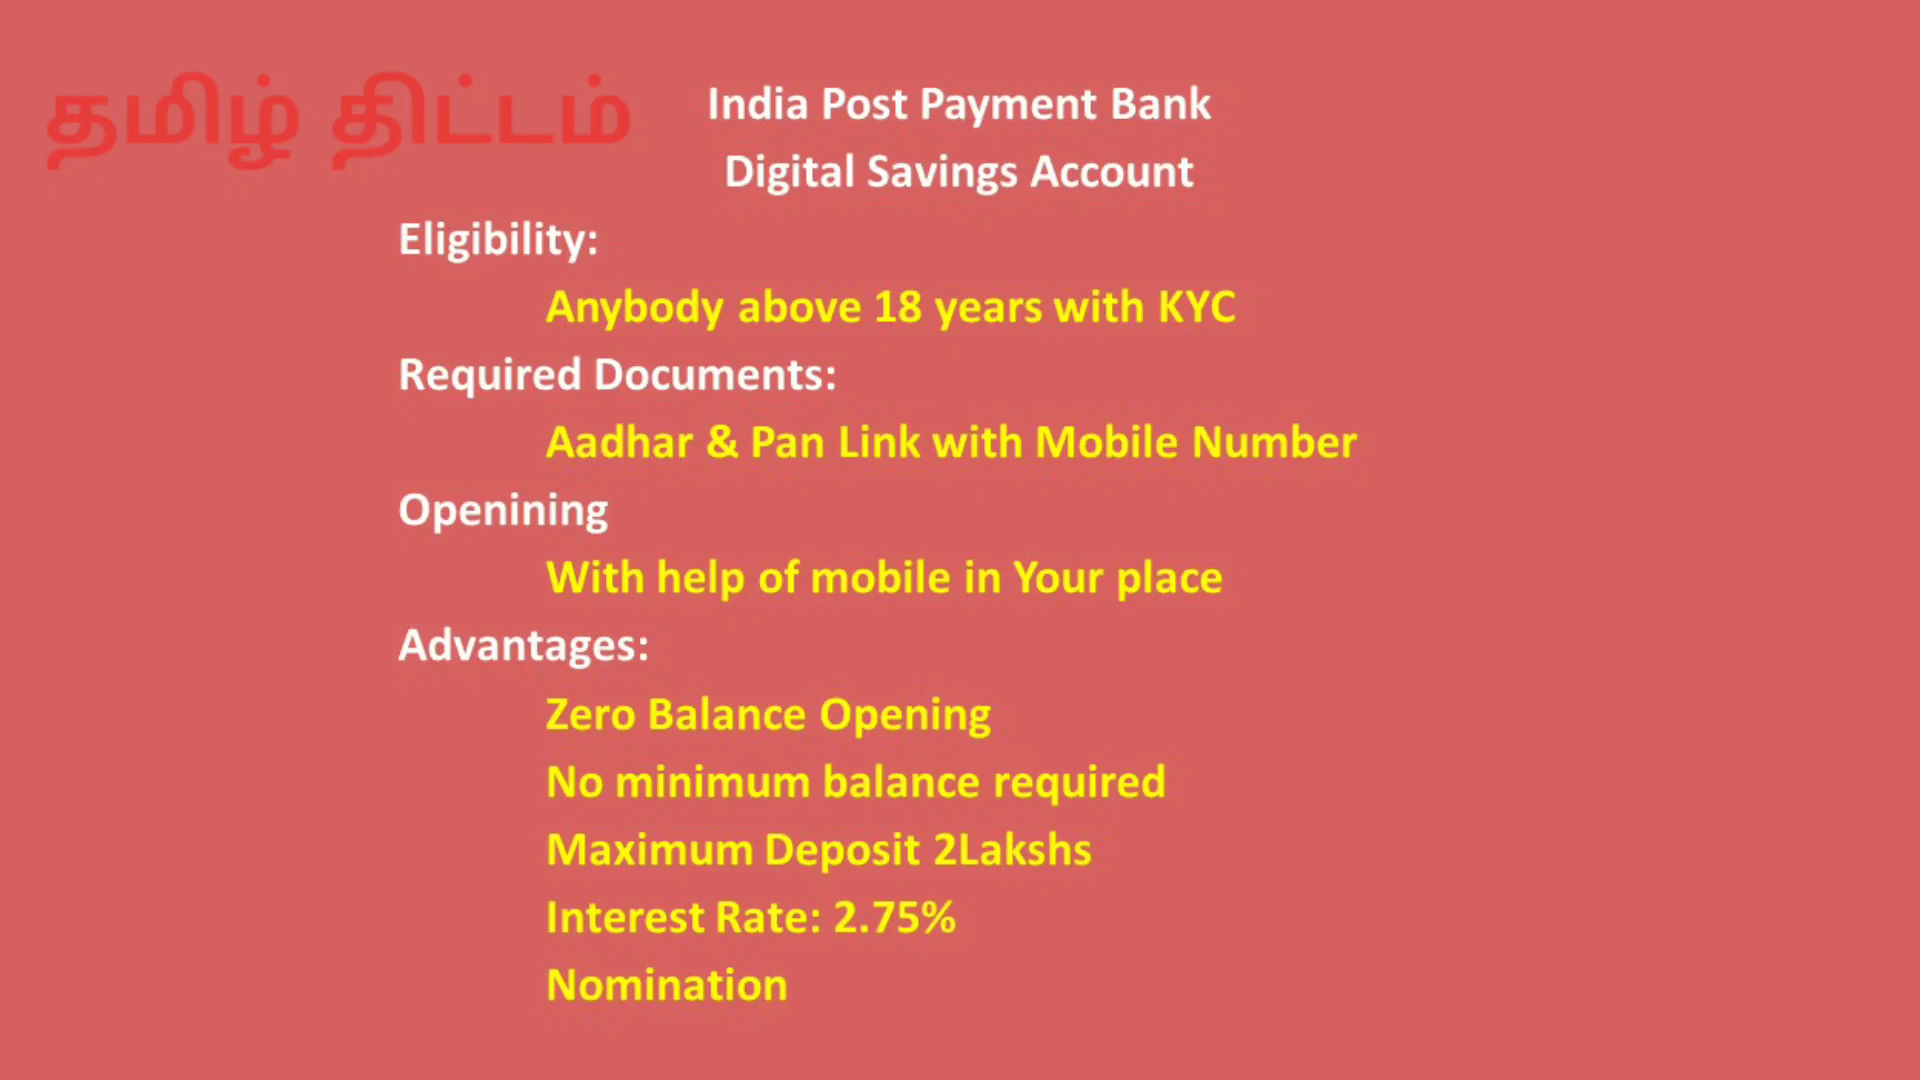 தமிழ் திட்டம்
India Post Payment Bank
Digital Savings Account
Eligibility:
Anybody above 18 years with KYC
Required Documents:
Aadhar & Pan Link with Mobile Number
Openining
With help of mobile in Your place
Advantages:
Zero Balance Opening
No minimum balance required
Maximum Deposit 2Lakshs
Interest Rate: 2.75%
Nomination